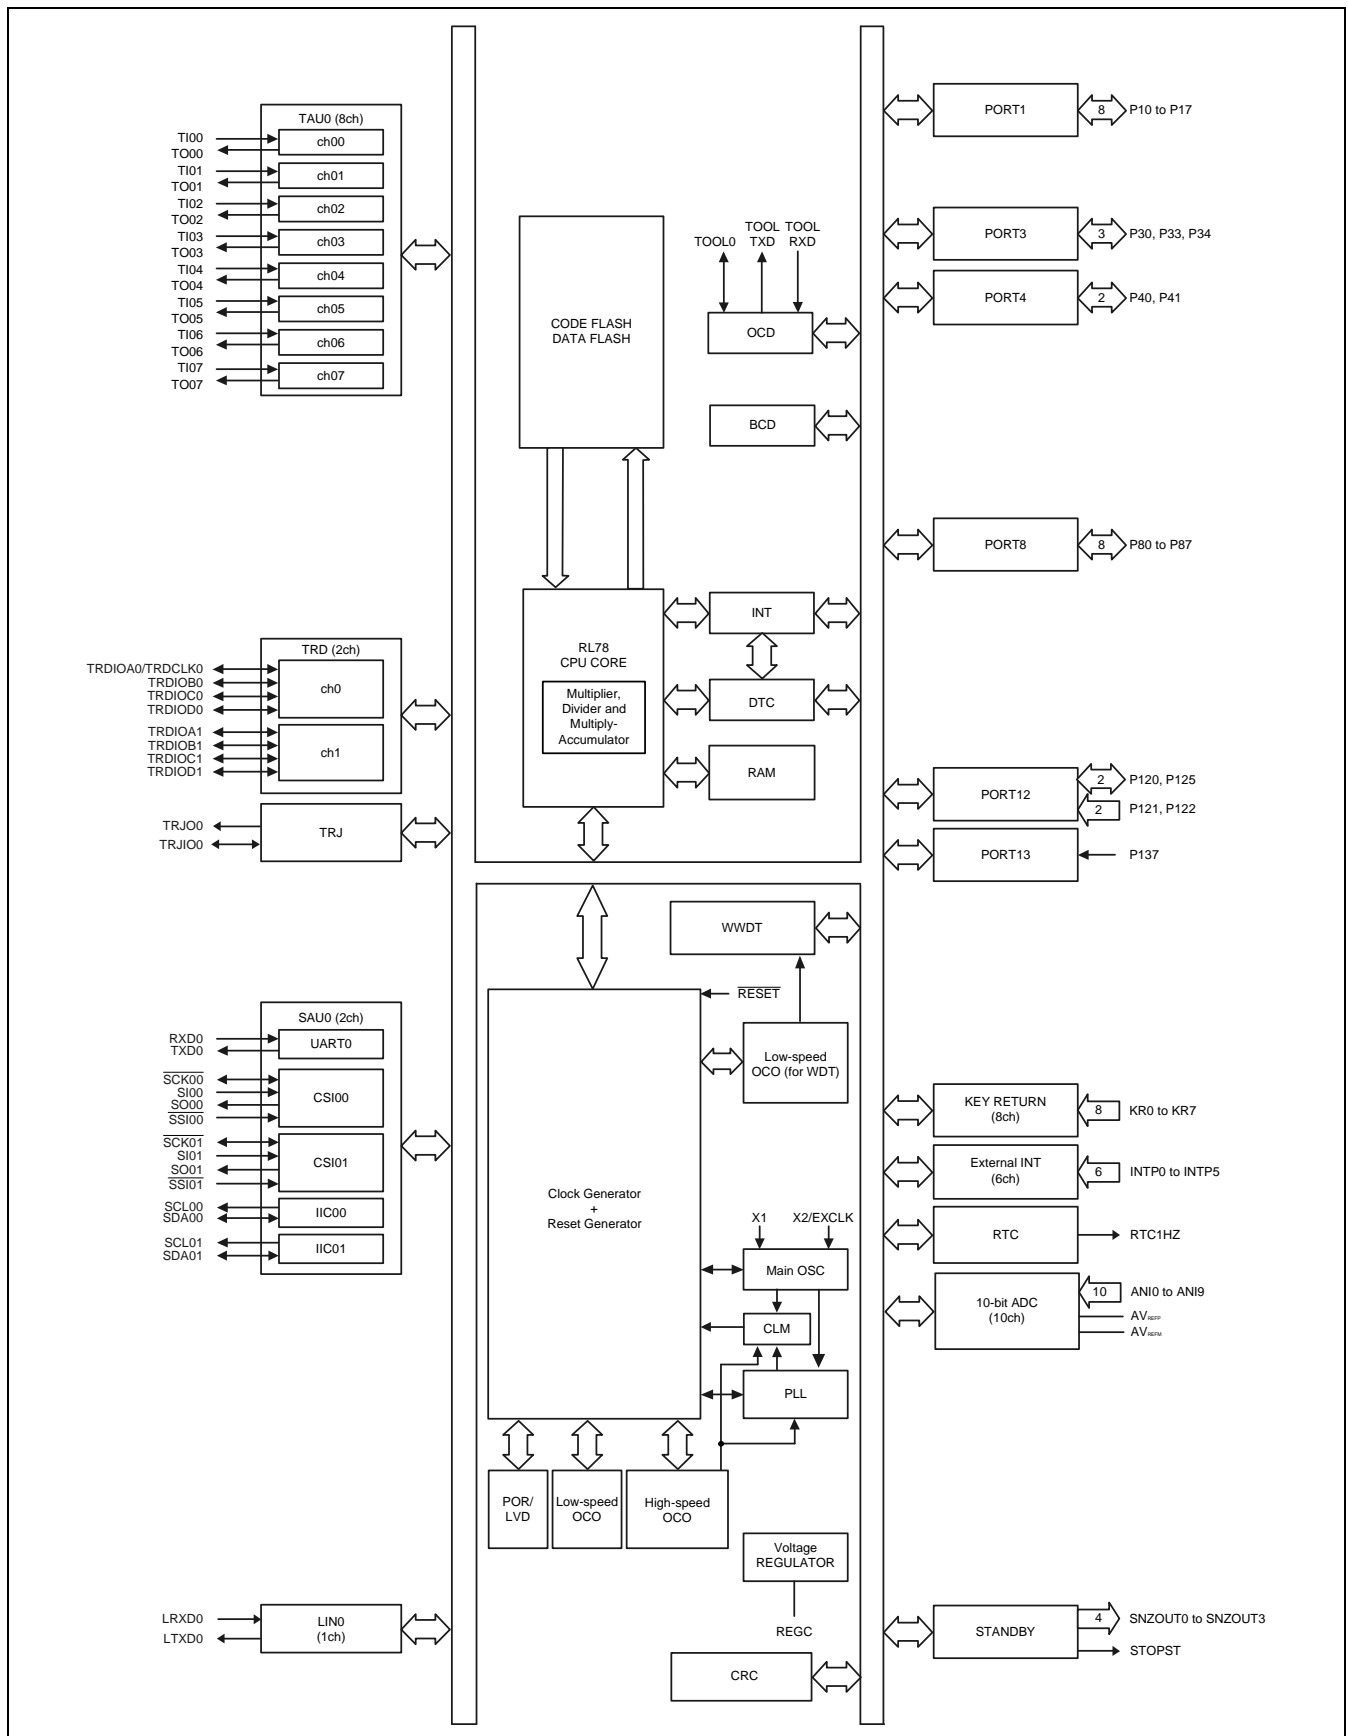 TAU0 (8ch)
TI00
TO00
ch00
TI01
TO01
ch01
TI02
TO02
ch02
TI03
TO03
ch03
TI04
TO04
ch04
TI05
TO05
ch05
TI06
TO06
ch06
TI07
TO07
ch07
TRD (2ch)
TRDIOA0/TRDCLK0
TRDIOB0
TRDIOC0
TRDIOD0
ch0
TRDIOA1
TRDIOB1
TRDIOC1
TRDIOD1
ch1
TRJO0
TRJIO0
TRJ
SAU0 (2ch)
RXD0
TXD0
UART0
SCK00
SI00
SO00
SSI00
CSI00
SCK01
SI01
SO01
SSI01
CSI01
SCL00
SDA00
IIC00
SCL01
SDA01
IIC01
LRXD0
LTXD0
LIN0
(1ch)
CODE FLASH
DATA FLASH
TOOL0
TOOL
TXD
TOOL
RXD
OCD
BCD
RL78
CPU CORE
Multiplier,
Divider and
Multiply-
Accumulator
INT
DTC
RAM
WWDT
RESET
Low-speed
OCO (for WDT)
Clock Generator
+
Reset Generator
X1
X2/EXCLK
Main OSC
CLM
PLL
POR/
LVD
Low-speed
OCO
High-speed
OCO
Voltage
REGULATOR
REGC
CRC
PORT1
8
P10 to P17
PORT3
3
P30, P33, P34
PORT4
2
P40, P41
PORT8
8
P80 to P87
PORT12
2
P120, P125
2
P121, P122
PORT13
P137
KEY RETURN
(8ch)
8
KR0 to KR7
External INT
(6ch)
6
INTP0 to INTP5
RTC
RTC1HZ
10-bit ADC
(10ch)
10
ANI0 to ANI9
AVREFP
AVREFM
STANDBY
4
SNZOUT0 to SNZOUT3
STOPST